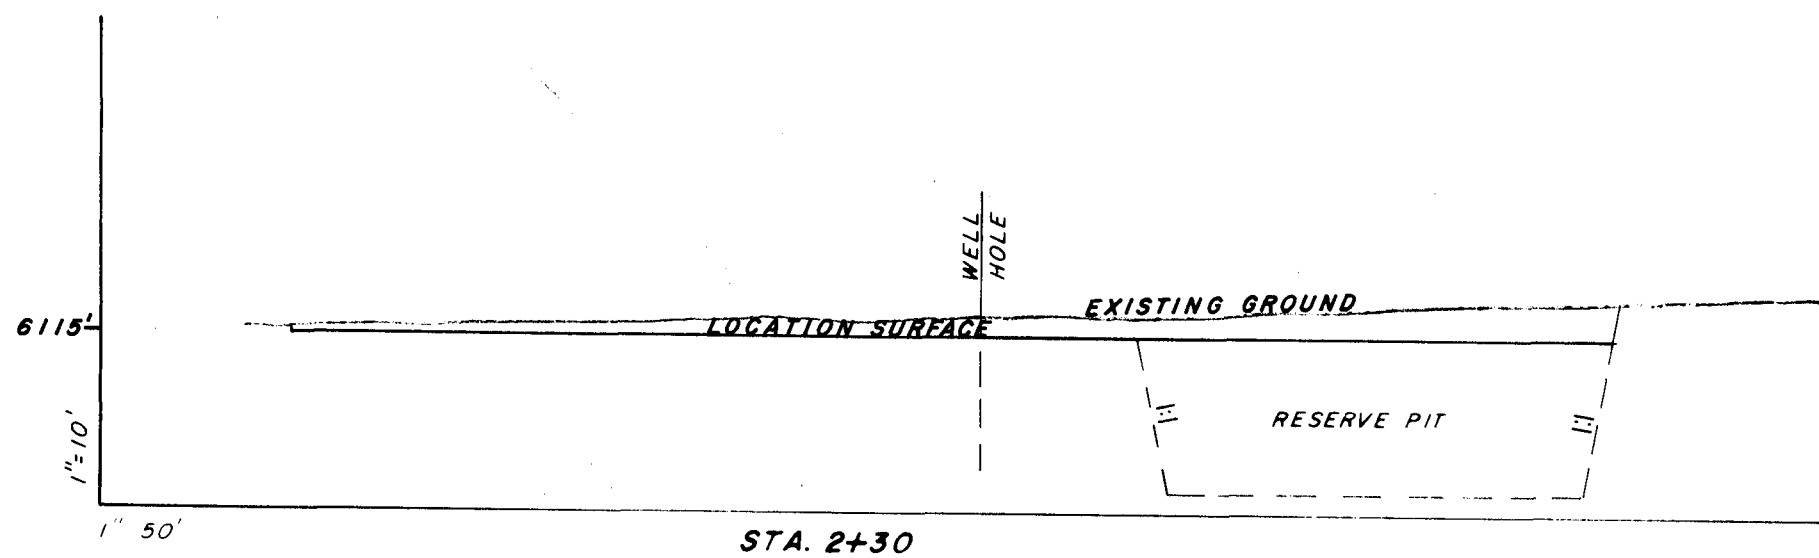 WELL
HOLE
EXISTING GROUND
6115'
LOCATION SURFACE
1:1
RESERVE PIT
1:1
1"=10'
1" 50'
STA. 2+30